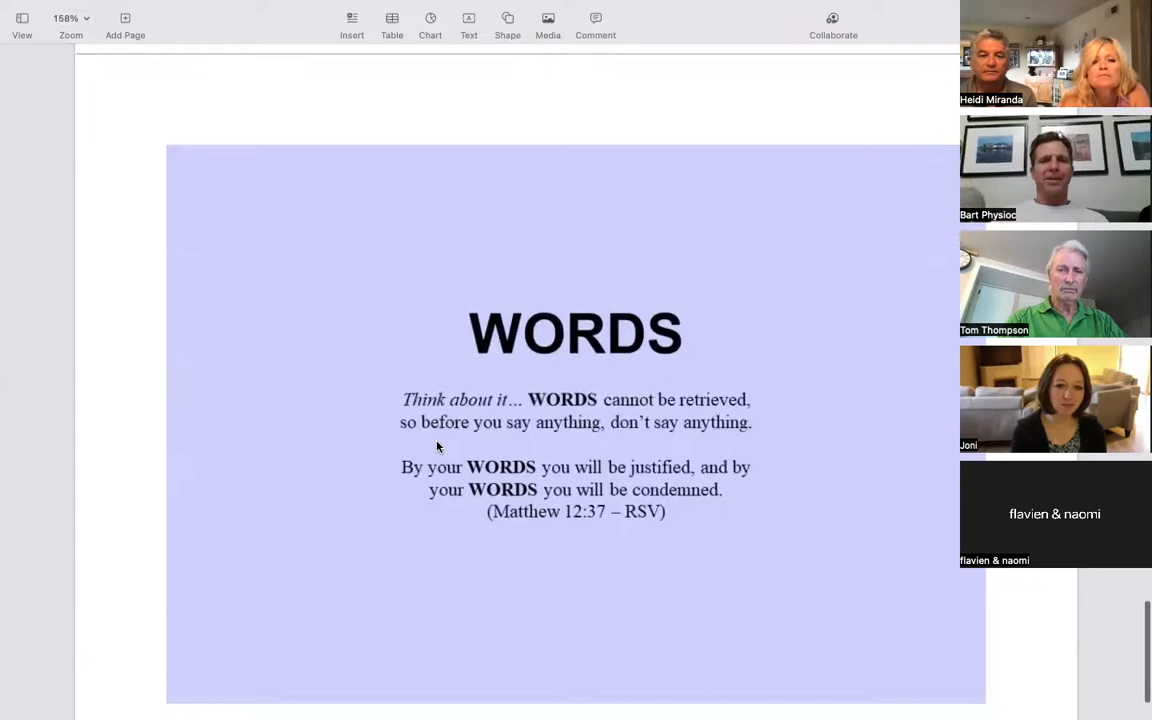 158%
View
Zoom
Add Page
Insert
Table
Chart
Text
Shape
Media
Comment
Collaborate
Heidi Miranda
Bart Physioc
Tom Thompson
Joni
flavien & naomi
flavien & naomi
WORDS
Think about it... WORDS cannot be retrieved,
so before you say anything, don't say anything.
By your WORDS you will be justified, and by
your WORDS you will be condemned.
(Matthew 12:37 – RSV)